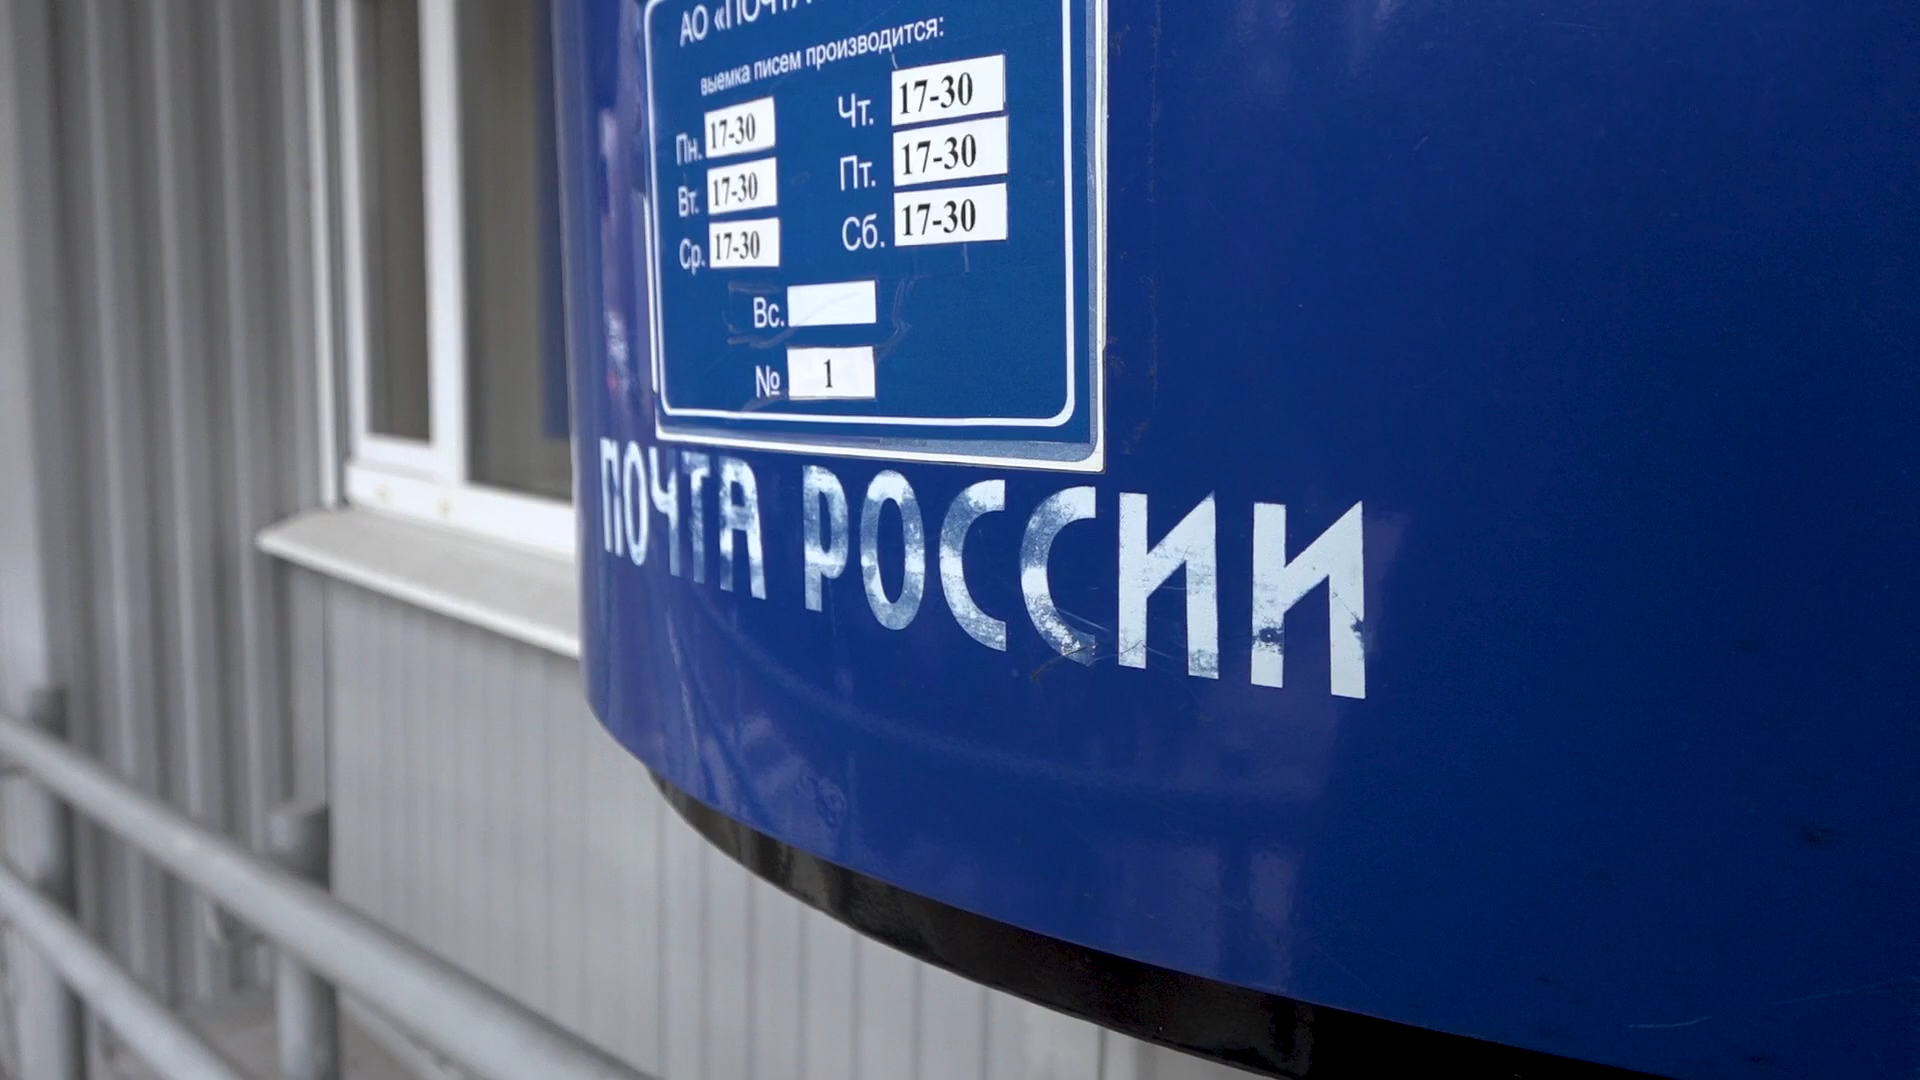 АО «ПОЧТА
выемка писем производится:
Пн. 17-30 Чт. 17-30
Вт. 17-30 Пт. 17-30
Ср. 17-30 Сб. 17-30
Вс.
№ 1
ПОЧТА РОССИИ